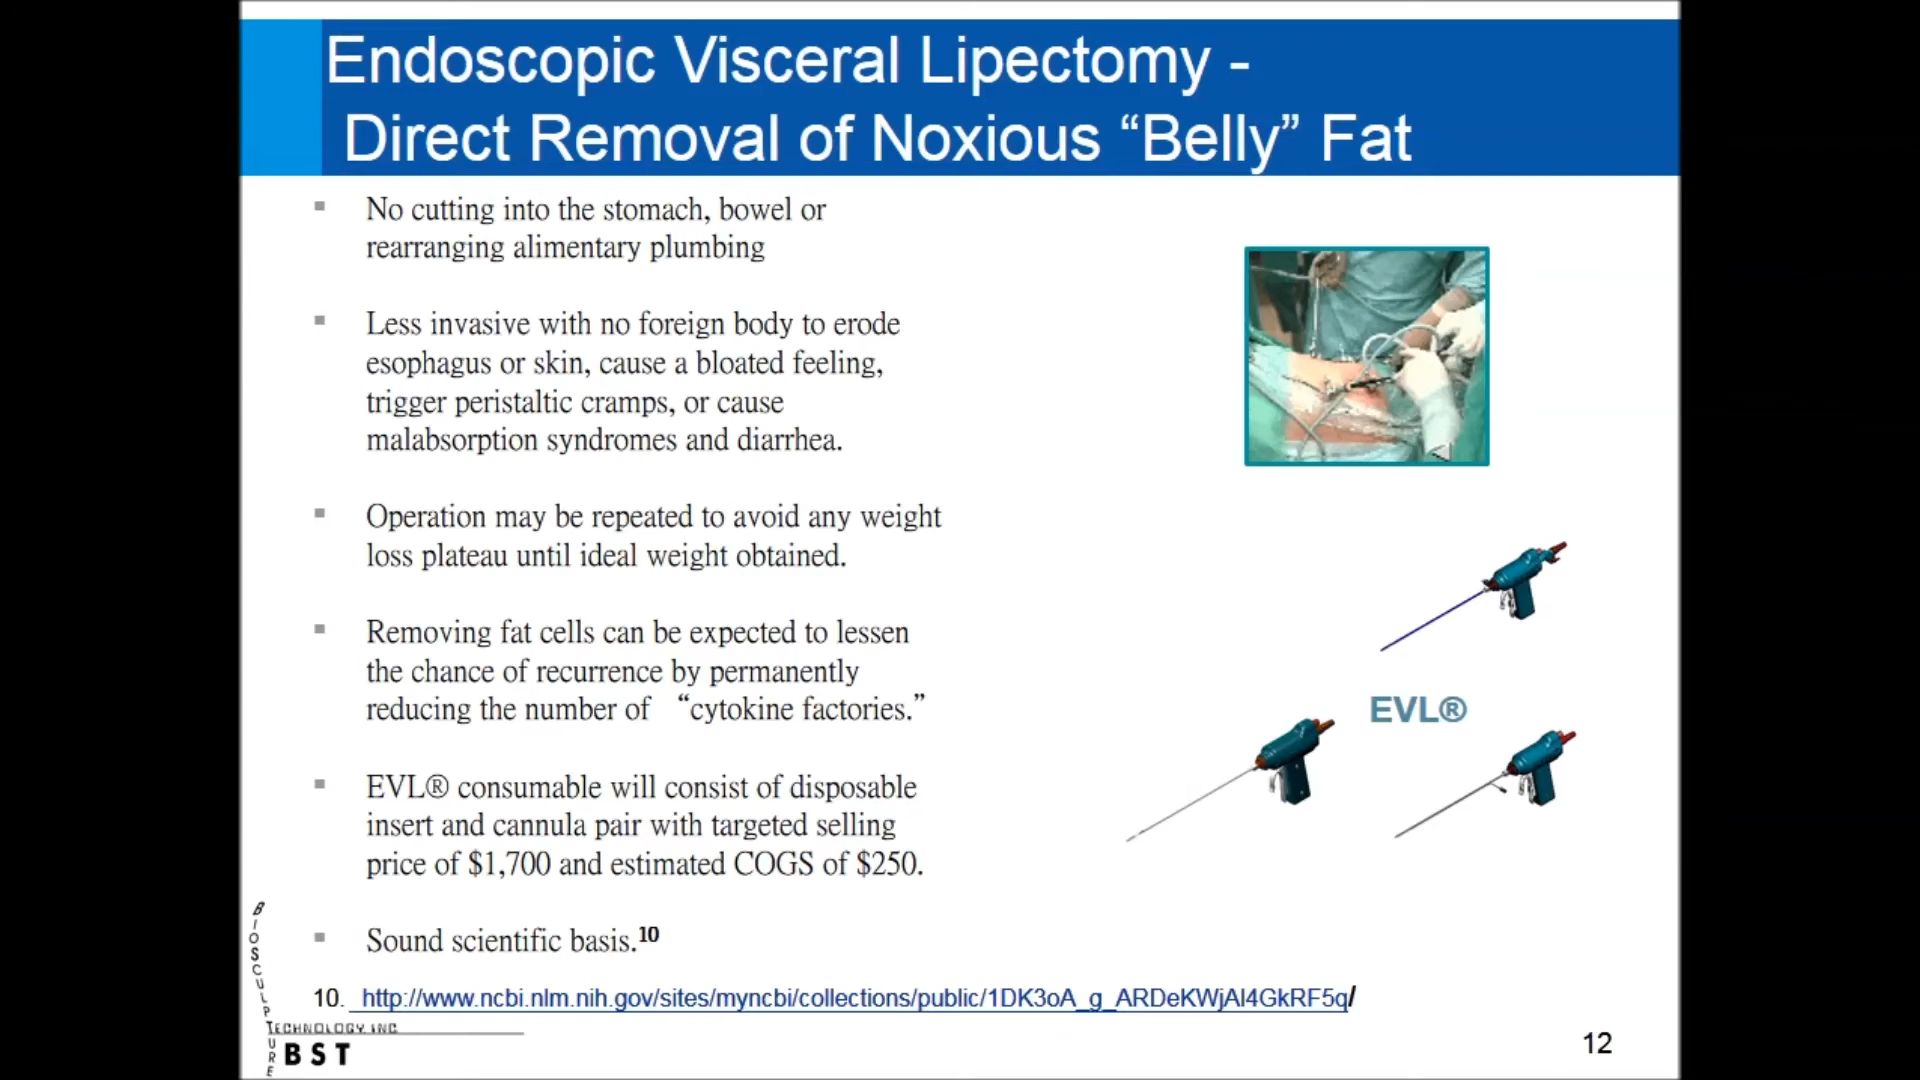 Endoscopic Visceral Lipectomy -
Direct Removal of Noxious “Belly” Fat
▪ No cutting into the stomach, bowel or
rearranging alimentary plumbing
▪ Less invasive with no foreign body to erode
esophagus or skin, cause a bloated feeling,
trigger peristaltic cramps, or cause
malabsorption syndromes and diarrhea.
▪ Operation may be repeated to avoid any weight
loss plateau until ideal weight obtained.
▪ Removing fat cells can be expected to lessen
the chance of recurrence by permanently
reducing the number of “cytokine factories.”
▪ EVL® consumable will consist of disposable
insert and cannula pair with targeted selling
price of $1,700 and estimated COGS of $250.
▪ Sound scientific basis.10
EVL®
10. http://www.ncbi.nlm.nih.gov/sites/myncbi/collections/public/1DK3oA_g_ARDeKWjAl4GkRF5q/
BIOSCULPTURE
TECHNOLOGY, INC.
BST
12